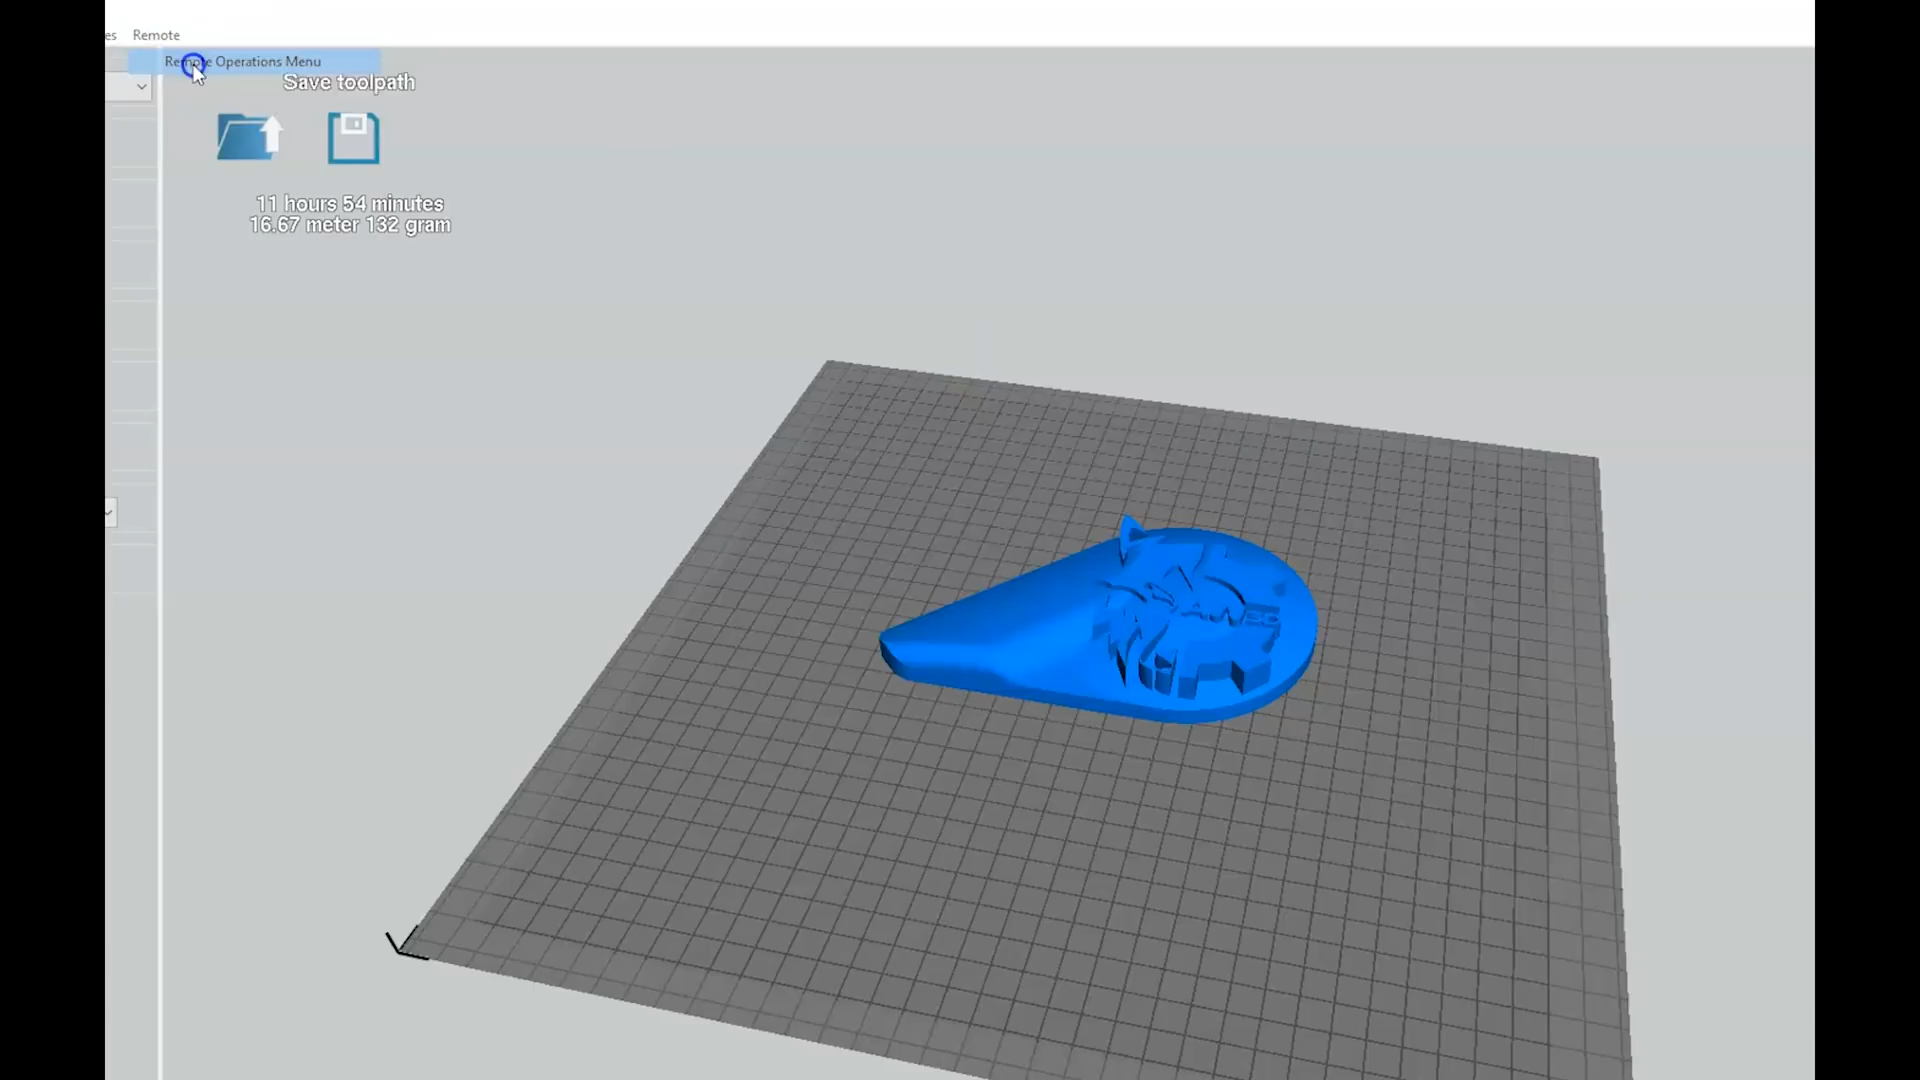 es Remote
Remote Operations Menu
Save toolpath
11 hours 54 minutes
16.67 meter 132 gram